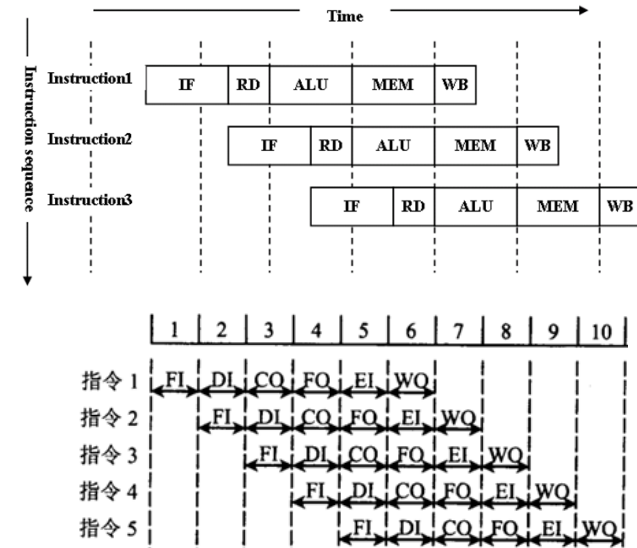 Time
Instruction sequence
Instruction1 IF RD ALU MEM WB
Instruction2 IF RD ALU MEM WB
Instruction3 IF RD ALU MEM WB
1 2 3 4 5 6 7 8 9 10
指令 1 FI DI CO FO EI WO
指令 2 FI DI CO FO EI WO
指令 3 FI DI CO FO EI WO
指令 4 FI DI CO FO EI WO
指令 5 FI DI CO FO EI WO